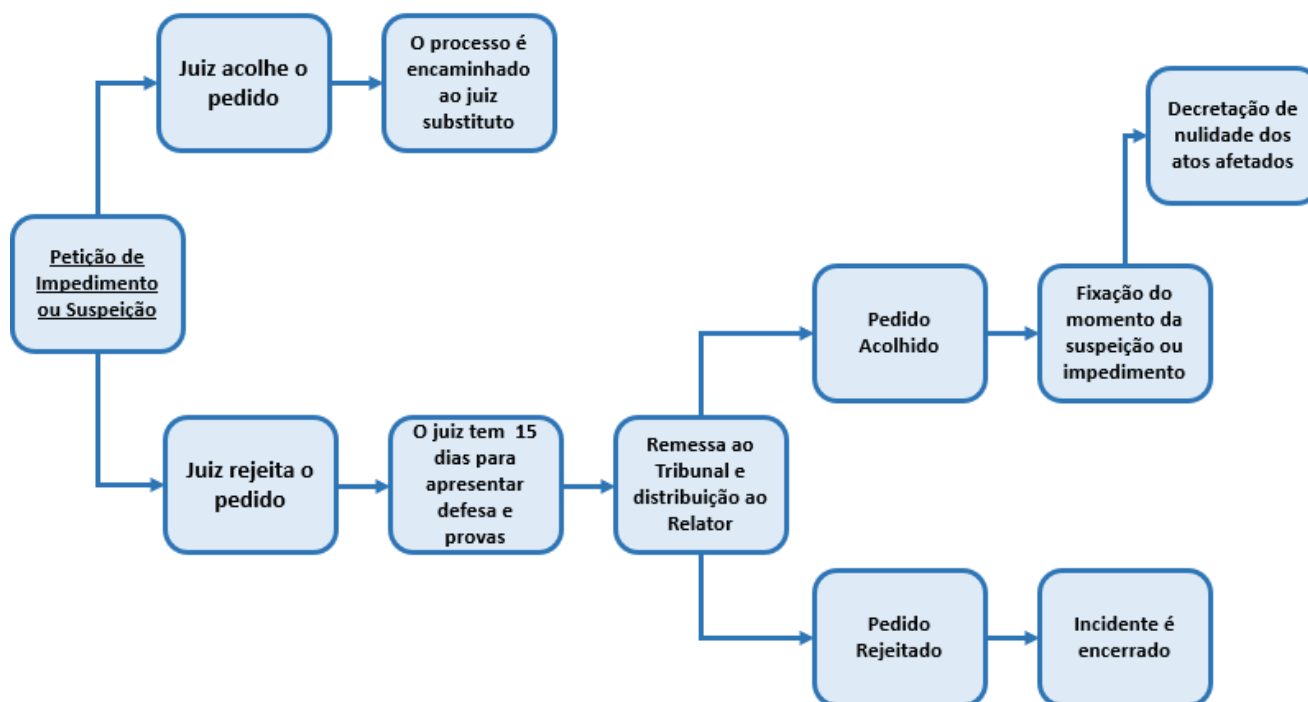 Juiz acolhe o
pedido
O processo é
encaminhado
ao juiz
substituto
Decretação de
nulidade dos
atos afetados
Petição de
Impedimento
ou Suspeição
Pedido
Acolhido
Fixação do
momento da
suspeição ou
impedimento
Juiz rejeita o
pedido
O juiz tem 15
dias para
apresentar
defesa e
provas
Remessa ao
Tribunal e
distribuição ao
Relator
Pedido
Rejeitado
Incidente é
encerrado